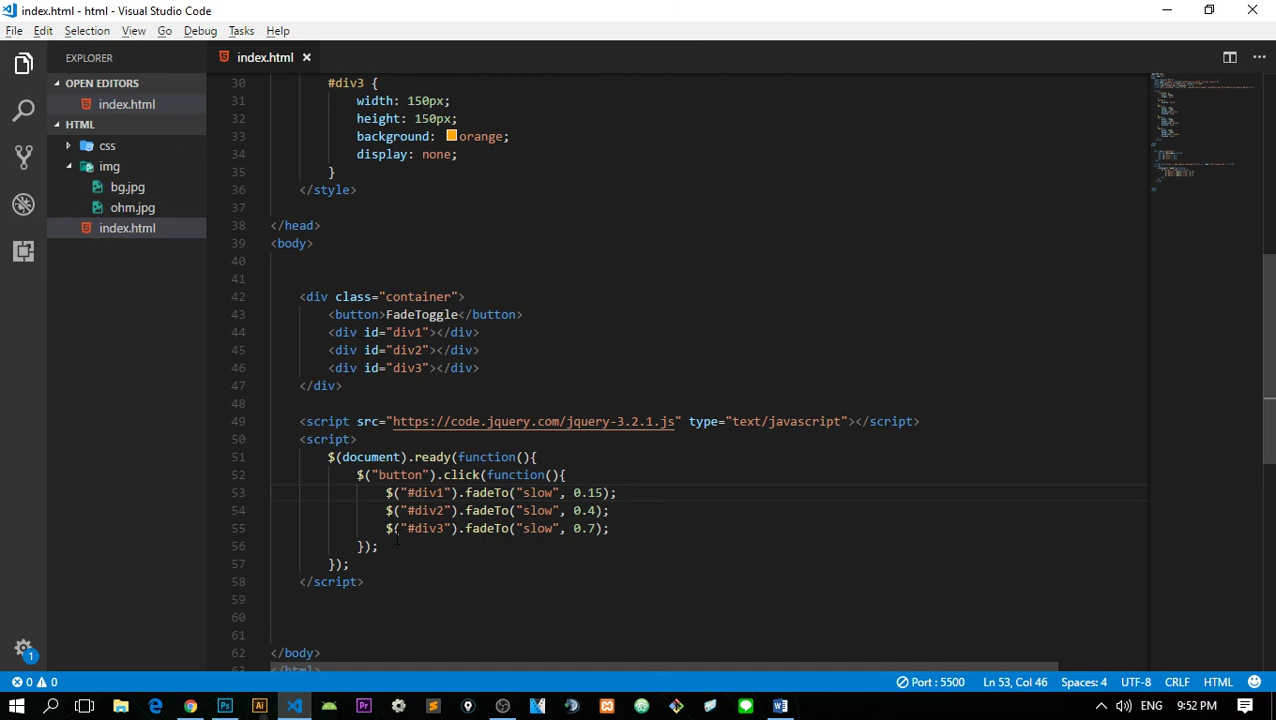 index.html - html - Visual Studio Code
File Edit Selection View Go Debug Tasks Help
EXPLORER
index.html
OPEN EDITORS
index.html
HTML
css
img
bg.jpg
ohm.jpg
index.html
30 #div3 {
31 width: 150px;
32 height: 150px;
33 background: orange;
34 display: none;
35 }
36 </style>
37
38 </head>
39 <body>
40
41
42 <div class="container">
43 <button>FadeToggle</button>
44 <div id="div1"></div>
45 <div id="div2"></div>
46 <div id="div3"></div>
47 </div>
48
49 <script src="https://code.jquery.com/jquery-3.2.1.js" type="text/javascript"></script>
50 <script>
51 $(document).ready(function(){
52 $("button").click(function(){
53 $("#div1").fadeTo("slow", 0.15);
54 $("#div2").fadeTo("slow", 0.4);
55 $("#div3").fadeTo("slow", 0.7);
56 });
57 });
58 </script>
59
60
61
62 </body>
63 </html>
1
0 0 Port : 5500 Ln 53, Col 46 Spaces: 4 UTF-8 CRLF HTML
Ps Ai Pr W ENG 9:52 PM